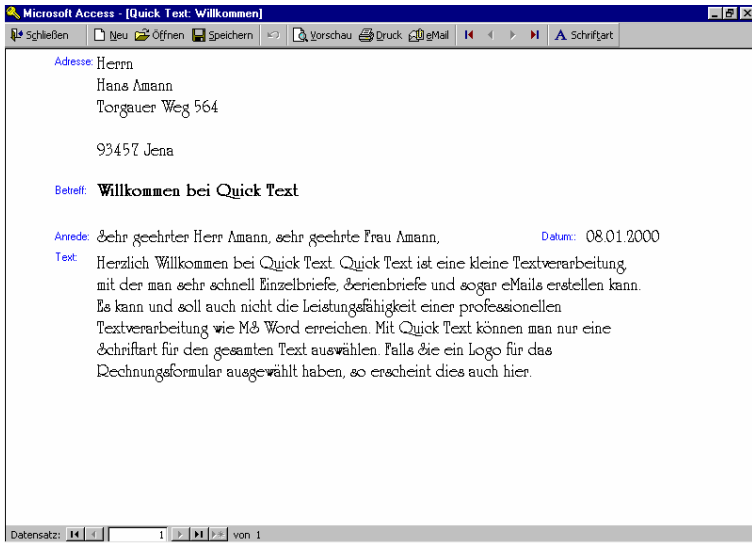 Microsoft Access - [Quick Text: Willkommen]
Schließen Neu Öffnen Speichern Vorschau Druck eMail A Schriftart
Adresse: Herrn
Hans Amann
Torgauer Weg 564
93457 Jena
Betreff: Willkommen bei Quick Text
Anrede: Sehr geehrter Herr Amann, sehr geehrte Frau Amann, Datum: 08.01.2000
Text: Herzlich Willkommen bei Quick Text. Quick Text ist eine kleine Textverarbeitung,
mit der man sehr schnell Einzelbriefe, Serienbriefe und sogar eMails erstellen kann.
Es kann und soll auch nicht die Leistungsfähigkeit einer professionellen
Textverarbeitung wie MS Word erreichen. Mit Quick Text können man nur eine
Schriftart für den gesamten Text auswählen. Falls Sie ein Logo für das
Rechnungsformular ausgewählt haben, so erscheint dies auch hier.
Datensatz: 1 von 1